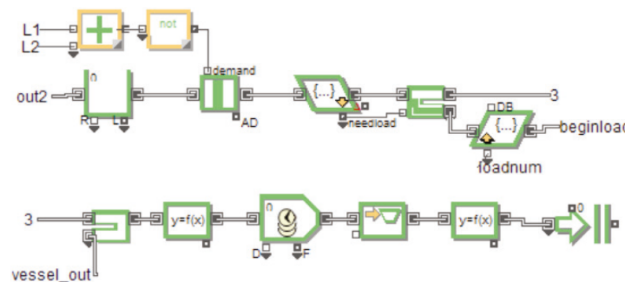 L1
L2
not
demand
0
out2
R L
AD
{...}
needload
3
DB
{...}
beginload
loadnum
3
y=f(x)
0
D F
y=f(x)
0
vessel_out